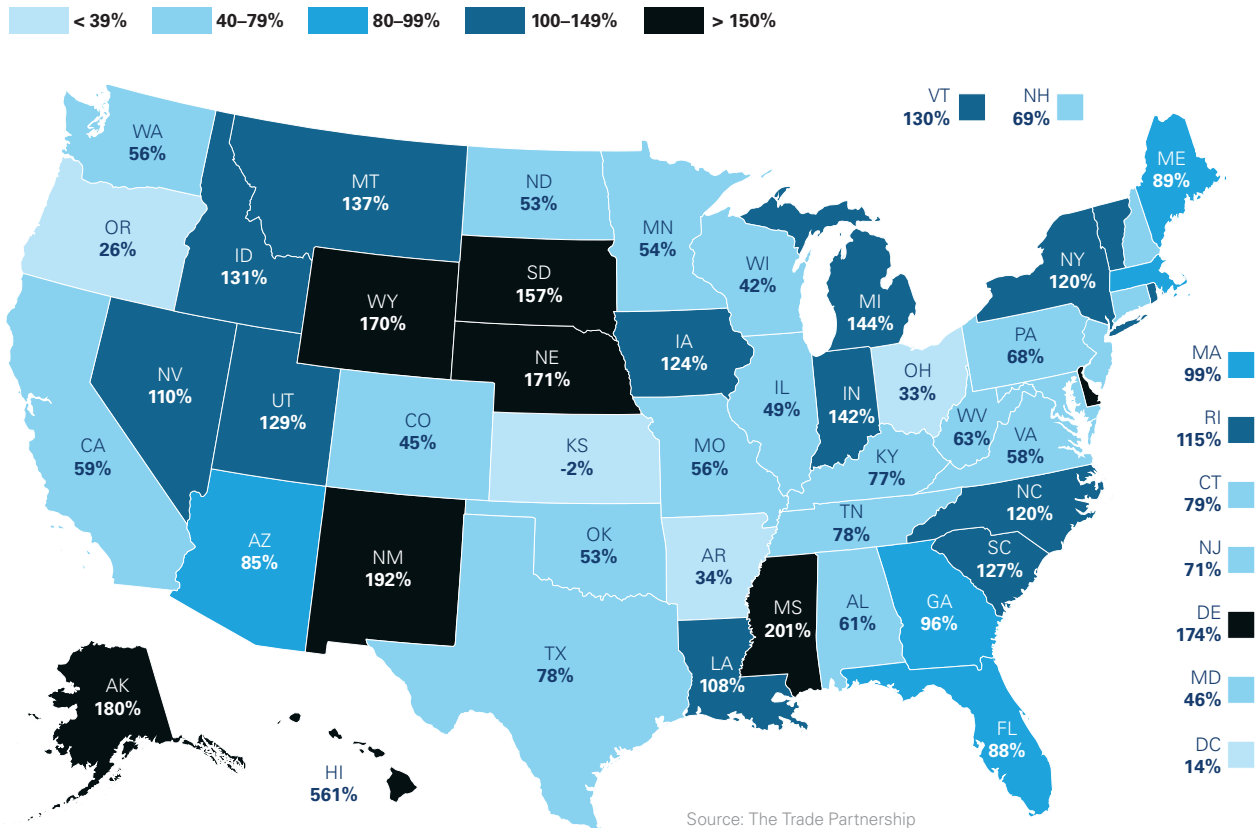 < 39%
40–79%
80–99%
100–149%
> 150%
VT
130%
NH
69%
WA
56%
MT
137%
ND
53%
ME
89%
OR
26%
ID
131%
MN
54%
WI
42%
NY
120%
SD
157%
WY
170%
MI
144%
PA
68%
IA
124%
NE
171%
OH
33%
MA
99%
NV
110%
UT
129%
IL
49%
IN
142%
CO
45%
WV
63%
VA
58%
RI
115%
CA
59%
KS
-2%
MO
56%
KY
77%
CT
79%
NC
120%
TN
78%
AZ
85%
NM
192%
OK
53%
AR
34%
SC
127%
NJ
71%
MS
201%
AL
61%
GA
96%
DE
174%
TX
78%
LA
108%
MD
46%
AK
180%
FL
88%
DC
14%
HI
561%
Source: The Trade Partnership